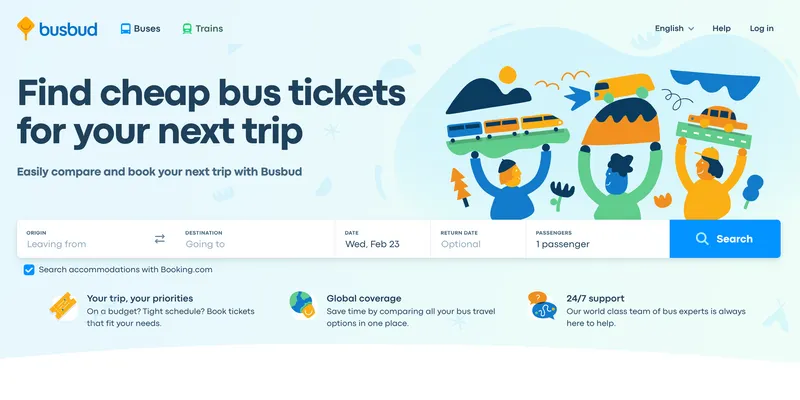 busbud
Buses
Trains
English
Help
Log in
Find cheap bus tickets
for your next trip
Easily compare and book your next trip with Busbud
ORIGIN
Leaving from
DESTINATION
Going to
DATE
Wed, Feb 23
RETURN DATE
Optional
PASSENGERS
1 passenger
Search
Search accommodations with Booking.com
Your trip, your priorities
On a budget? Tight schedule? Book tickets
that fit your needs.
Global coverage
Save time by comparing all your bus travel
options in one place.
24/7 support
Our world class team of bus experts is always
here to help.